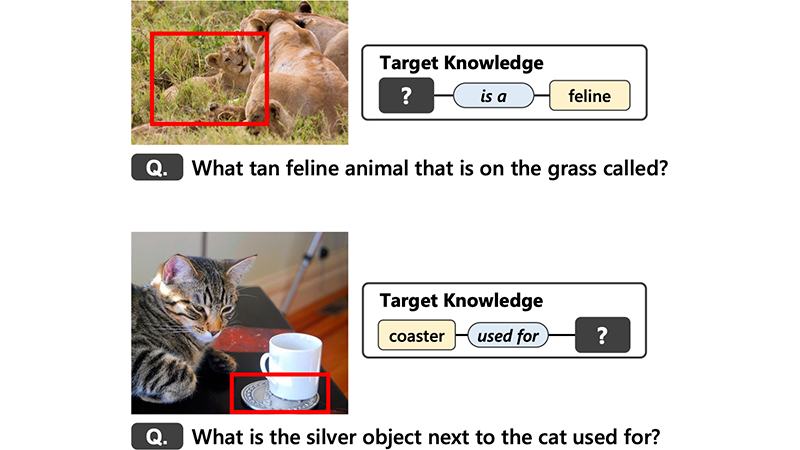 Target Knowledge
? is a feline
Q. What tan feline animal that is on the grass called?
Target Knowledge
coaster used for ?
Q. What is the silver object next to the cat used for?